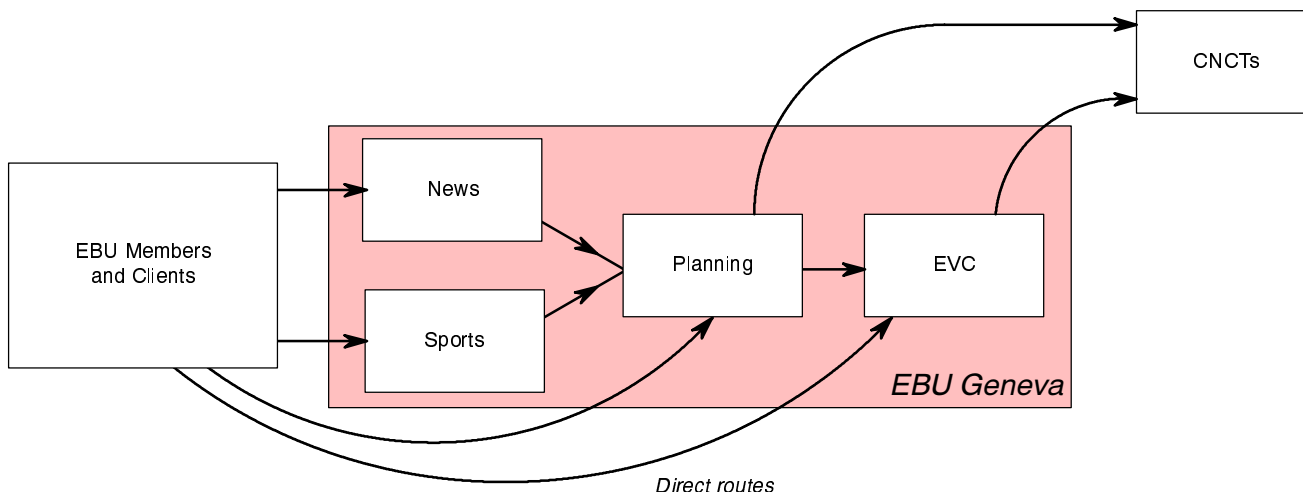 CNCTs
News
EBU Members
and Clients
Planning
EVC
Sports
EBU Geneva
Direct routes